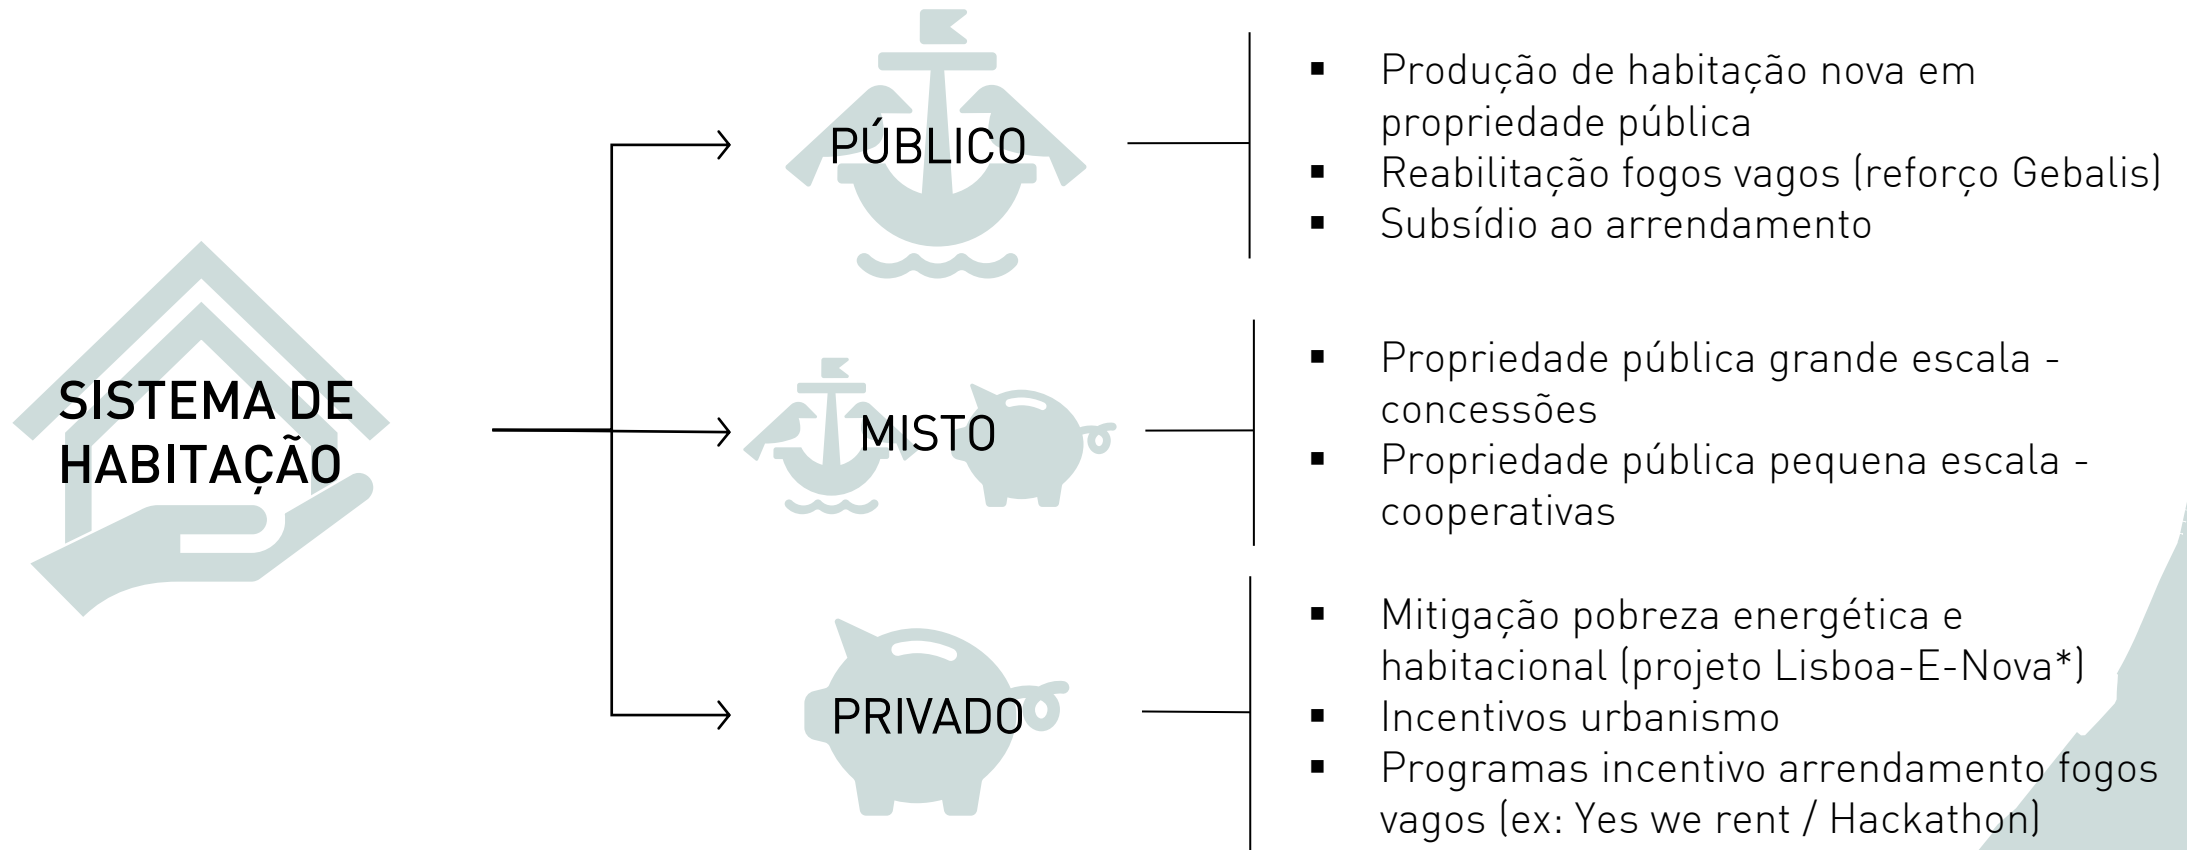 SISTEMA DE
HABITAÇÃO
PÚBLICO
▪ Produção de habitação nova em
propriedade pública
▪ Reabilitação fogos vagos (reforço Gebalis)
▪ Subsídio ao arrendamento
MISTO
▪ Propriedade pública grande escala -
concessões
▪ Propriedade pública pequena escala -
cooperativas
PRIVADO
▪ Mitigação pobreza energética e
habitacional (projeto Lisboa-E-Nova*)
▪ Incentivos urbanismo
▪ Programas incentivo arrendamento fogos
vagos (ex: Yes we rent / Hackathon)